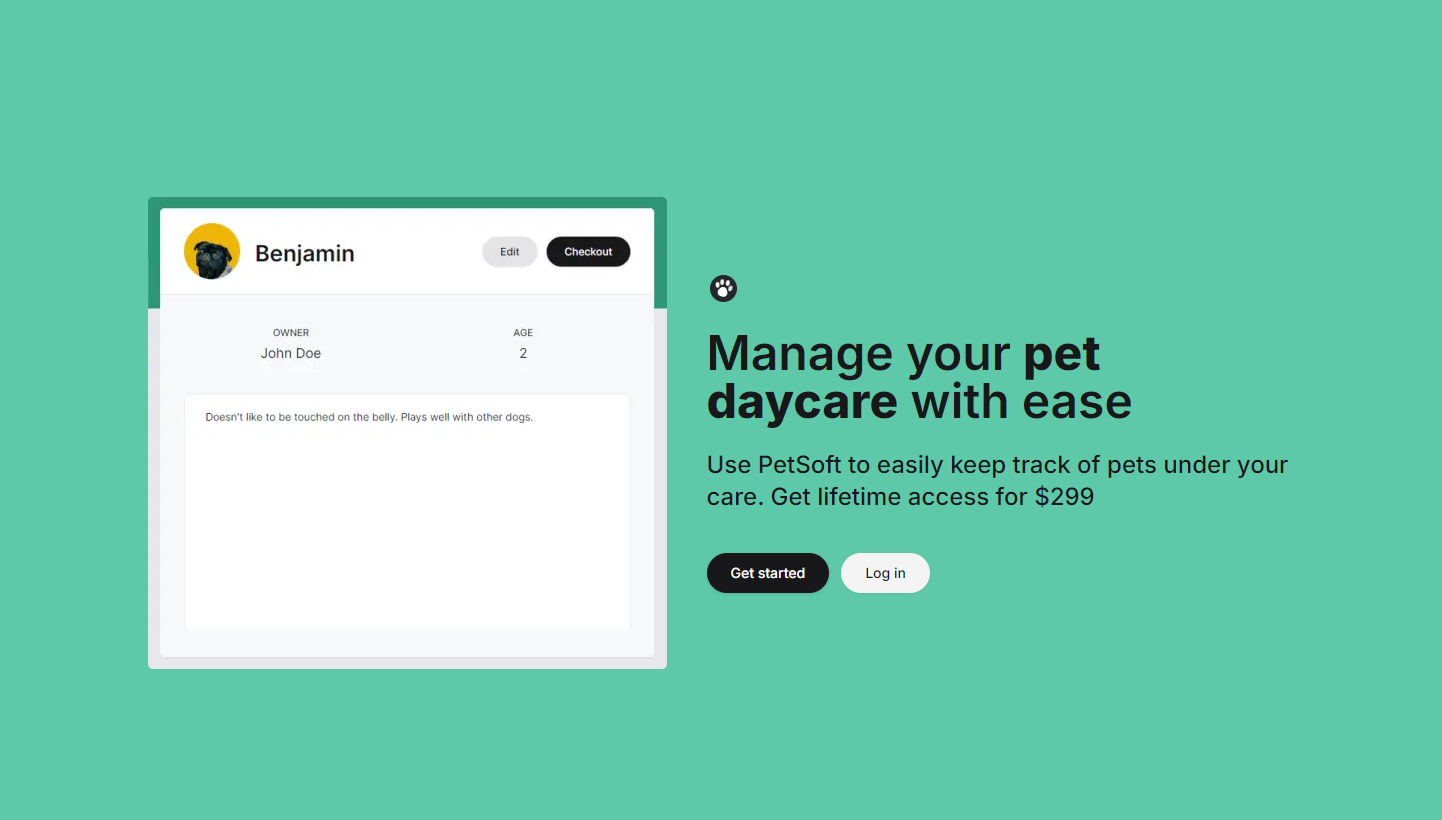 Benjamin
Edit
Checkout
OWNER
AGE
John Doe
2
Doesn't like to be touched on the belly. Plays well with other dogs.
Manage your pet
daycare with ease
Use PetSoft to easily keep track of pets under your
care. Get lifetime access for $299
Get started
Log in